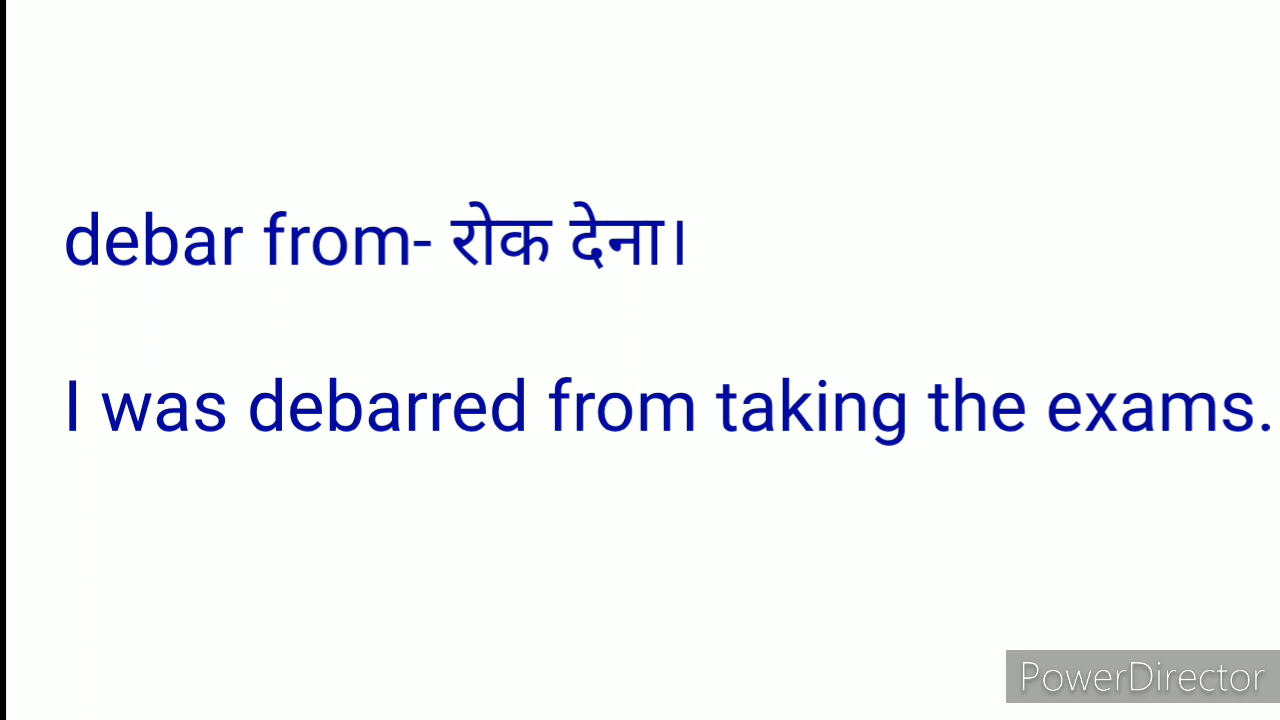 debar from- रोक देना।
I was debarred from taking the exams.
PowerDirector